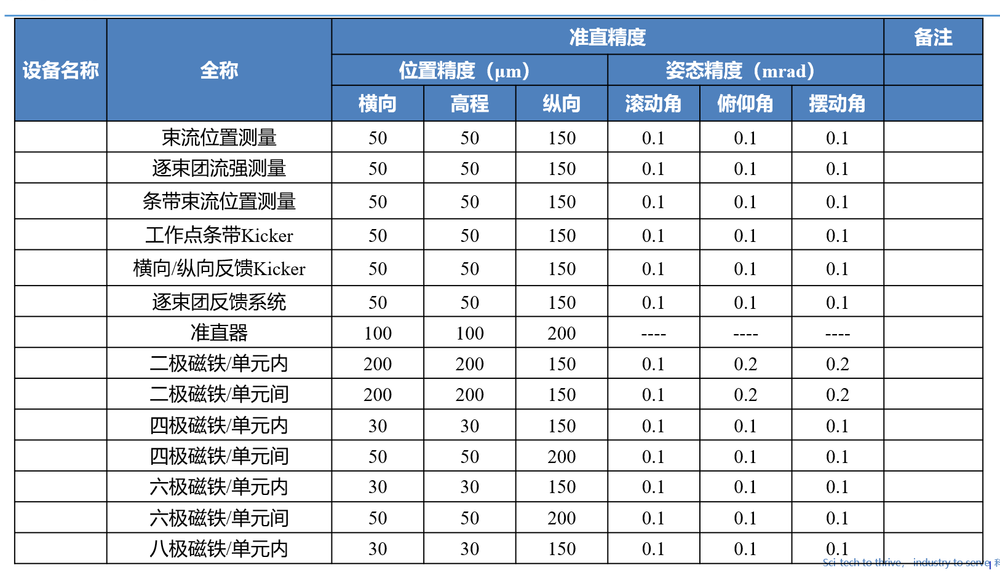 设备名称 全称 准直精度 备注
位置精度（μm） 姿态精度（mrad）
横向 高程 纵向 滚动角 俯仰角 摆动角
束流位置测量 50 50 150 0.1 0.1 0.1
逐束团流强测量 50 50 150 0.1 0.1 0.1
条带束流位置测量 50 50 150 0.1 0.1 0.1
工作点条带Kicker 50 50 150 0.1 0.1 0.1
横向/纵向反馈Kicker 50 50 150 0.1 0.1 0.1
逐束团反馈系统 50 50 150 0.1 0.1 0.1
准直器 100 100 200 ---- ---- ----
二极磁铁/单元内 200 200 150 0.1 0.2 0.2
二极磁铁/单元间 200 200 150 0.1 0.2 0.2
四极磁铁/单元内 30 30 150 0.1 0.1 0.1
四极磁铁/单元间 50 50 200 0.1 0.1 0.1
六极磁铁/单元内 30 30 150 0.1 0.1 0.1
六极磁铁/单元间 50 50 200 0.1 0.1 0.1
八极磁铁/单元内 30 30 150 0.1 0.1 0.1
Sci-tech to thrive， industry to serve